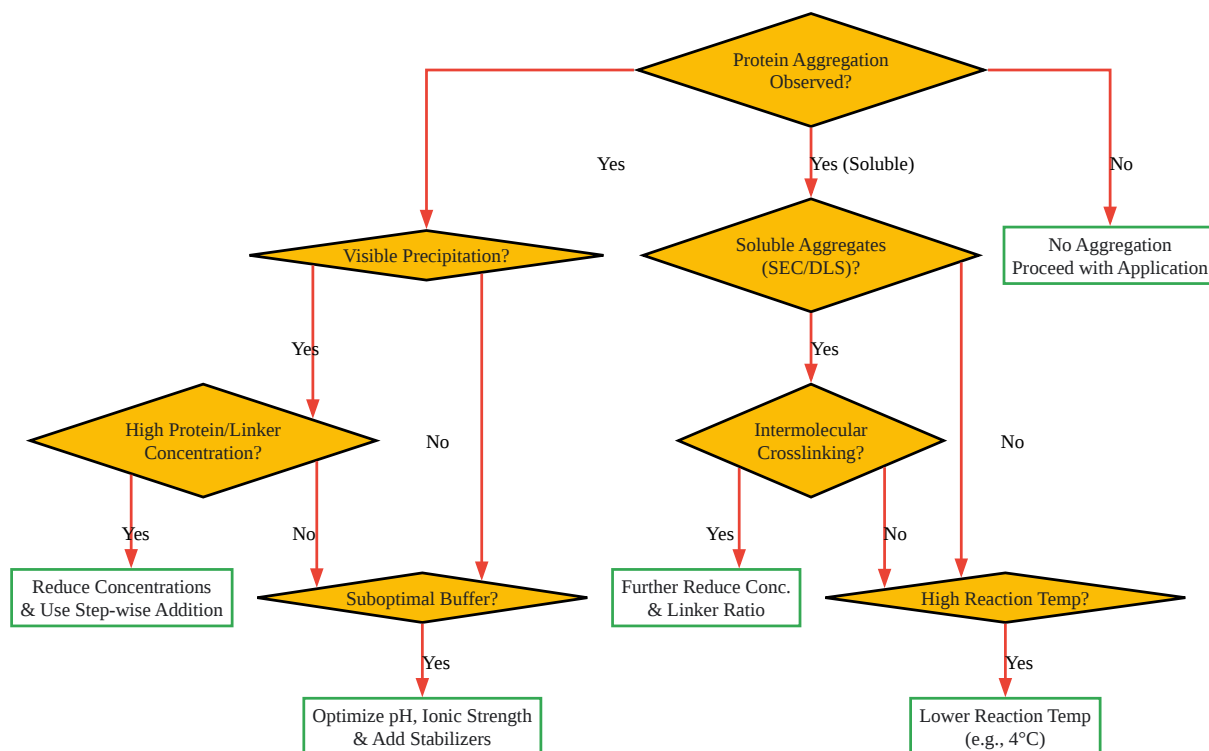 Protein Aggregation
Observed?
Yes
Yes (Soluble)
No
Visible Precipitation?
Soluble Aggregates
(SEC/DLS)?
No Aggregation
Proceed with Application
Yes
Yes
High Protein/Linker
Concentration?
No
Intermolecular
Crosslinking?
No
Yes
No
Yes
No
Reduce Concentrations
& Use Step-wise Addition
Suboptimal Buffer?
Further Reduce Conc.
& Linker Ratio
High Reaction Temp?
Yes
Yes
Optimize pH, Ionic Strength
& Add Stabilizers
Lower Reaction Temp
(e.g., 4°C)